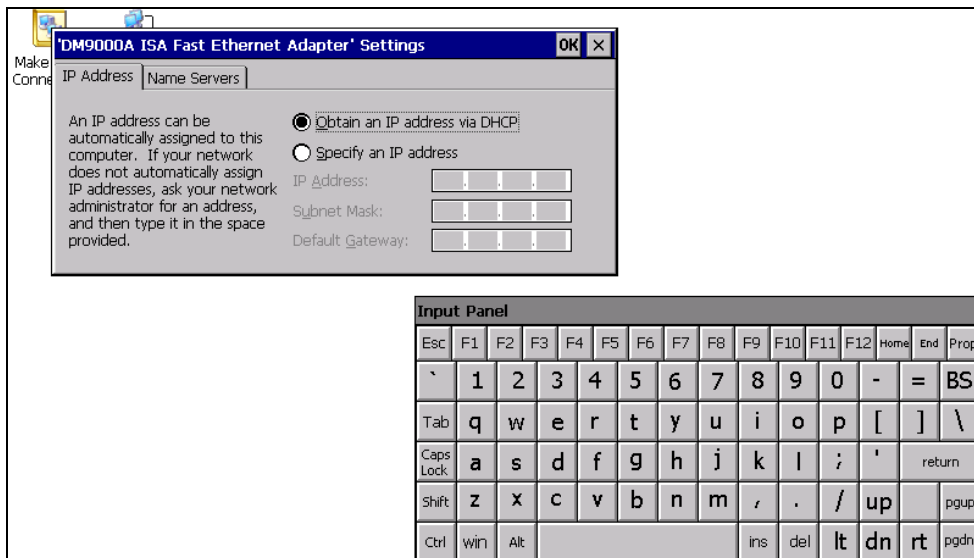 Make
Conne
'DM9000A ISA Fast Ethernet Adapter' Settings
OK ×
IP Address
Name Servers
An IP address can be
automatically assigned to this
computer. If your network
does not automatically assign
IP addresses, ask your network
administrator for an address,
and then type it in the space
provided.
Obtain an IP address via DHCP
Specify an IP address
IP Address:
Subnet Mask:
Default Gateway:
Input Panel
Esc F1 F2 F3 F4 F5 F6 F7 F8 F9 F10 F11 F12 Home End Prop
` 1 2 3 4 5 6 7 8 9 0 - = BS
Tab q w e r t y u i o p [ ] \
Caps Lock a s d f g h j k l ; ' return
Shift z x c v b n m , . / up pgup
Ctrl win Alt ins del lt dn rt pgdn